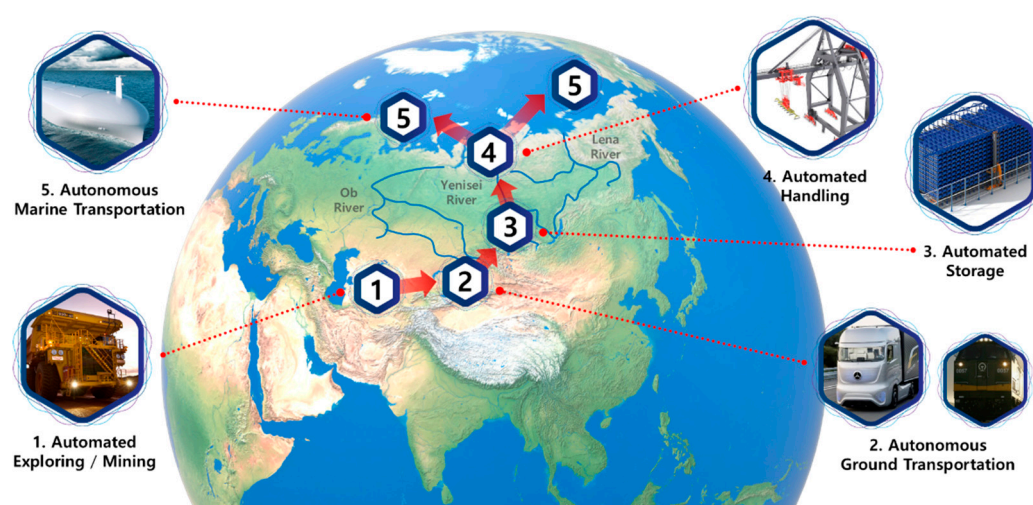 5
5
4
Lena
River
Ob
River
Yenisei
River
3
2
1
5. Autonomous
Marine Transportation
4. Automated
Handling
3. Automated
Storage
1. Automated
Exploring / Mining
2. Autonomous
Ground Transportation